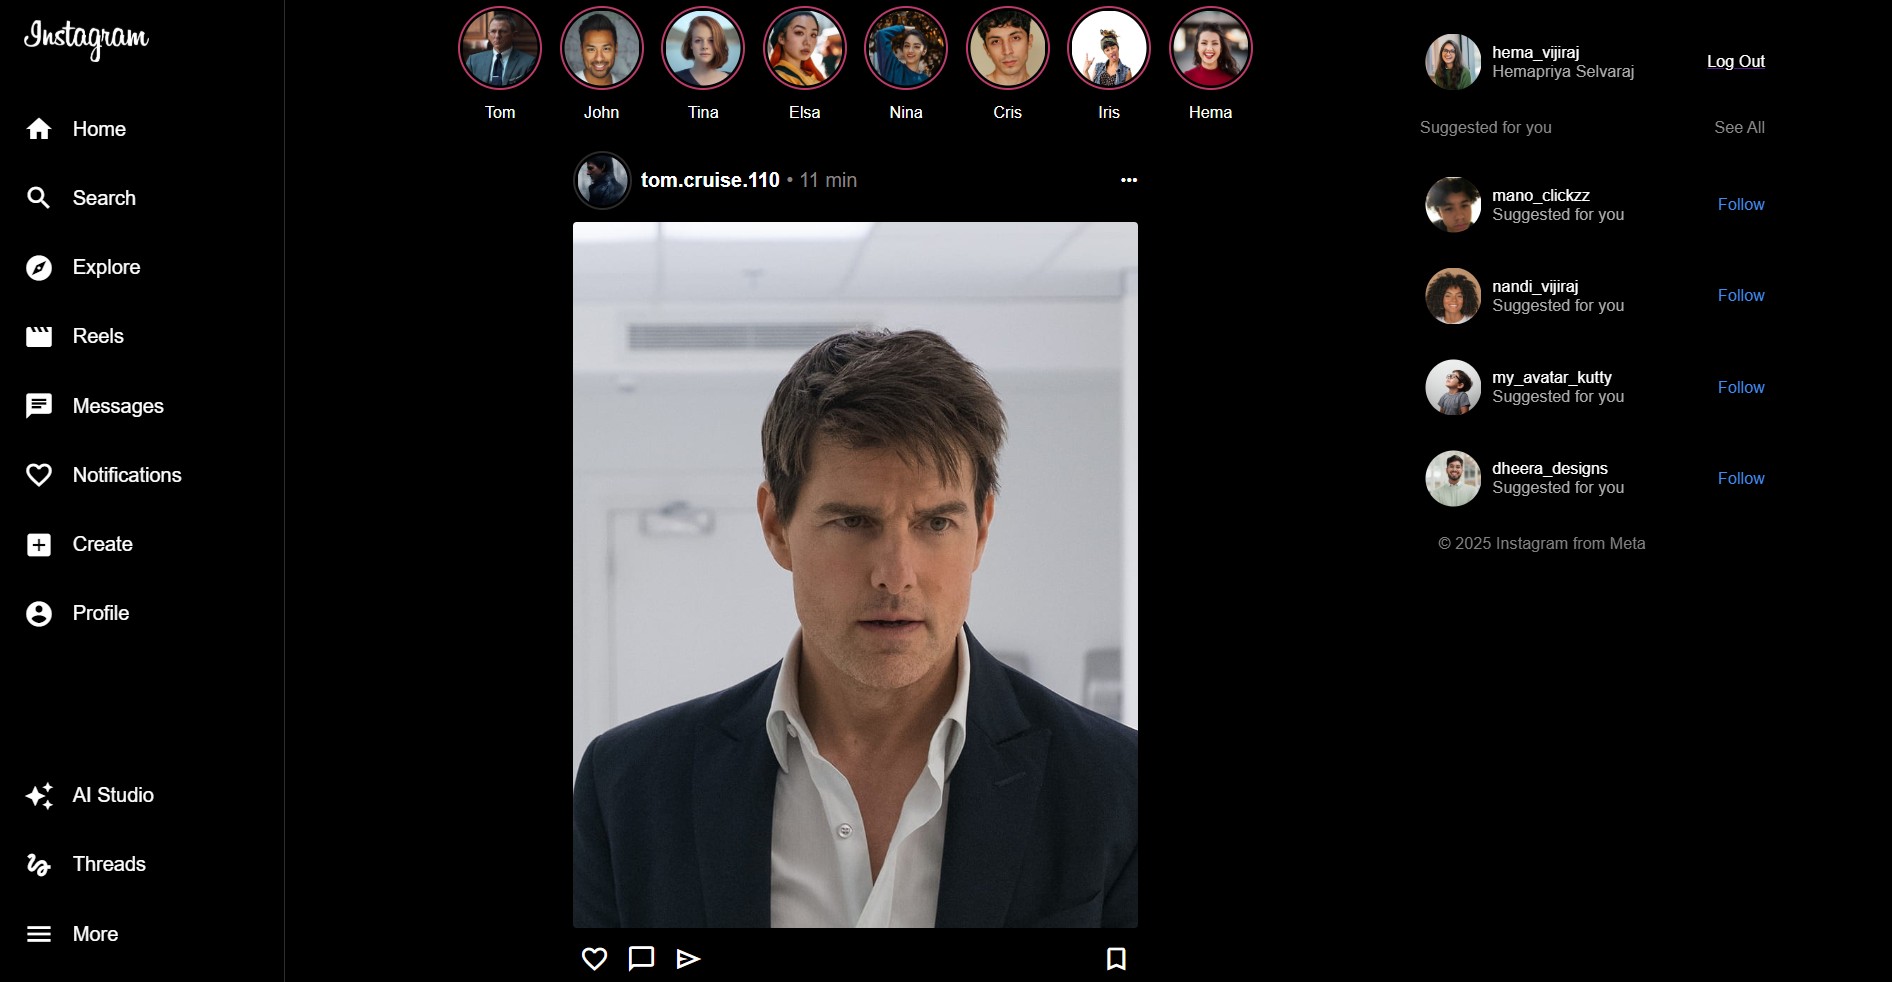 Instagram
Home
Search
Explore
Reels
Messages
Notifications
Create
Profile
AI Studio
Threads
More
Tom
John
Tina
Elsa
Nina
Cris
Iris
Hema
tom.cruise.110 • 11 min
hema_vijiraj
Hemapriya Selvaraj
Log Out
Suggested for you
See All
mano_clickzz
Suggested for you
Follow
nandi_vijiraj
Suggested for you
Follow
my_avatar_kutty
Suggested for you
Follow
dheera_designs
Suggested for you
Follow
© 2025 Instagram from Meta